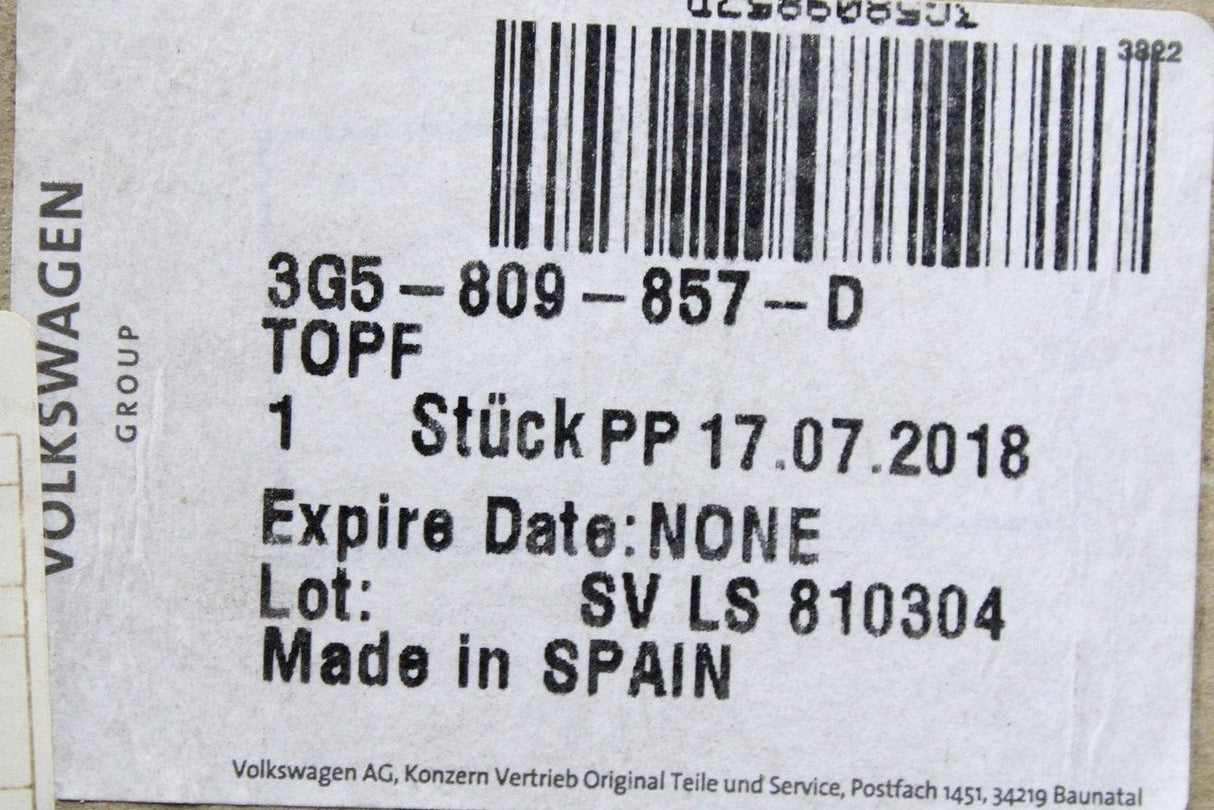 3822
3G5-809-857-D
TOPF
1 Stück PP 17.07.2018
Expire Date:NONE
Lot: SV LS 810304
Made in SPAIN
VOLKSWAGEN
GROUP
Volkswagen AG, Konzern Vertrieb Original Teile und Service, Postfach 1451, 34219 Baunatal